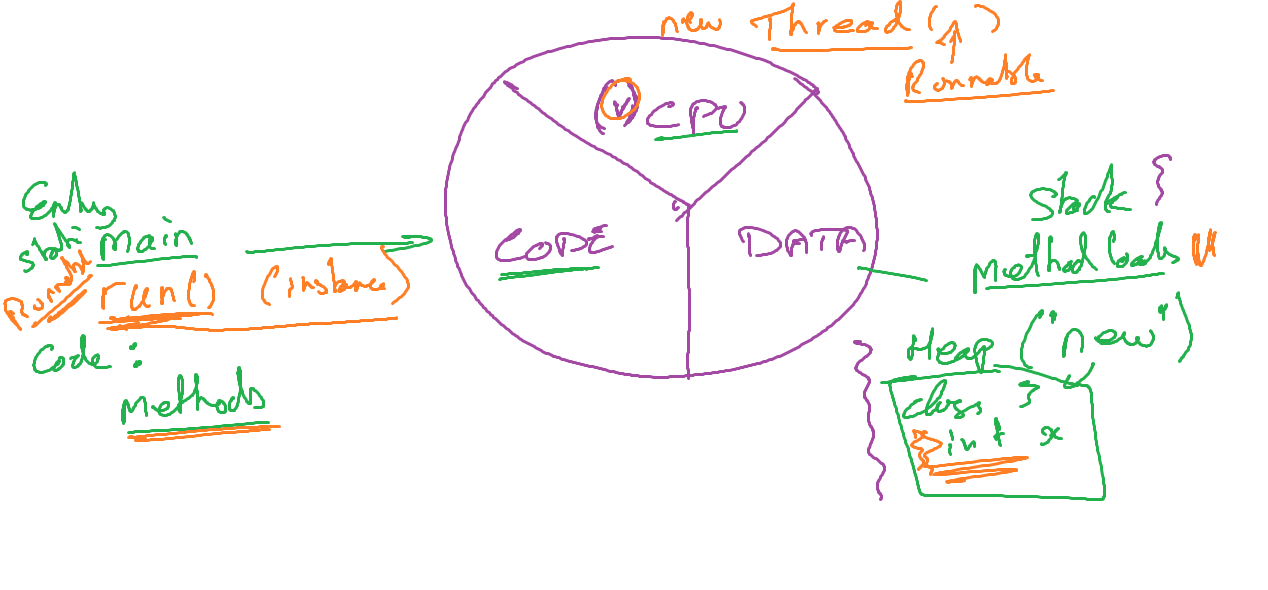 new Thread ( )
Runnable
(v) CPU
Entry
static main
Runnable run() (instance)
Code :
Methods
CODE
DATA
Stack {
Method locals
Heap ("new")
class {
int x